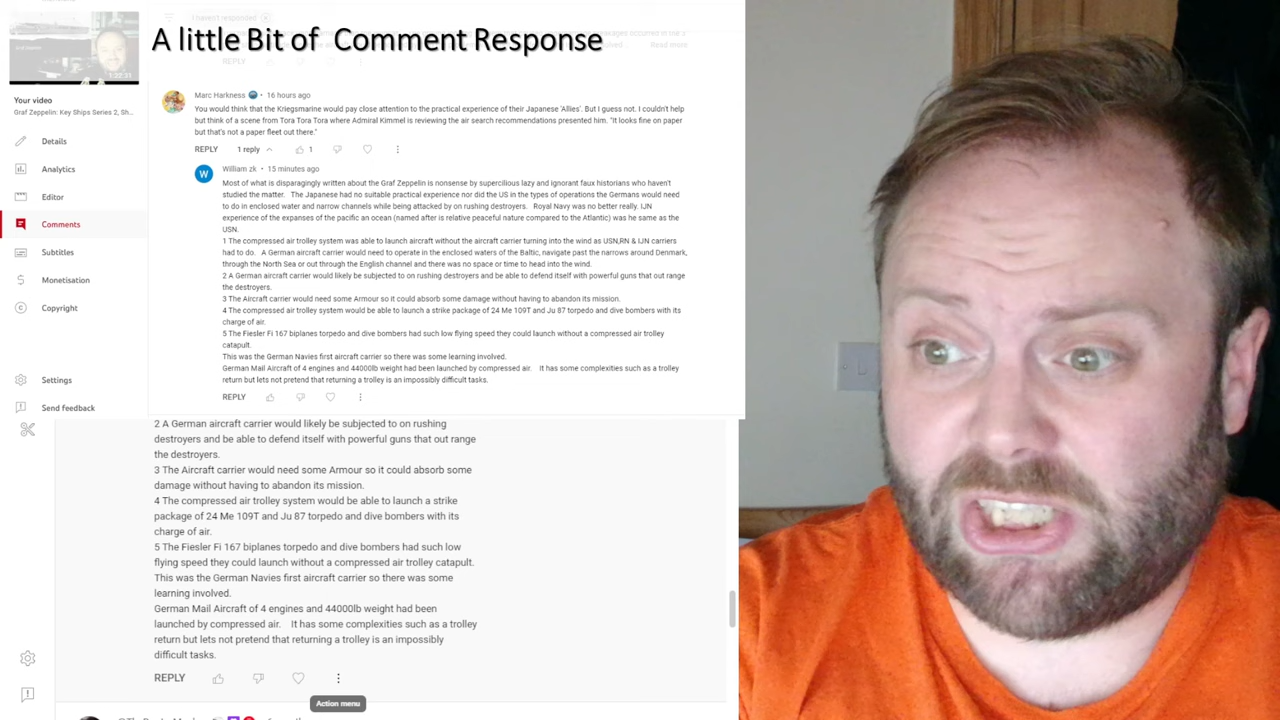 I haven't responded
A little Bit of Comment Response
Read more
REPLY
1:22:31
Your video
Graf Zeppelin: Key Ships Series 2, Sh...
Details
Analytics
Editor
Comments
Subtitles
Monetisation
Copyright
Settings
Send feedback
Marc Harkness • 16 hours ago
You would think that the Kriegsmarine would pay close attention to the practical experience of their Japanese 'Allies'. But I guess not. I couldn't help
but think of a scene from Tora Tora Tora where Admiral Kimmel is reviewing the air search recommendations presented him. "It looks fine on paper
but that's not a paper fleet out there."
REPLY 1 reply 1
W
William zk • 15 minutes ago
Most of what is disparagingly written about the Graf Zeppelin is nonsense by supercilious lazy and ignorant faux historians who haven't
studied the matter. The Japanese had no suitable practical experience nor did the US in the types of operations the Germans would need
to do in enclosed water and narrow channels while being attacked by on rushing destroyers. Royal Navy was no better really. IJN
experience of the expanses of the pacific an ocean (named after is relative peaceful nature compared to the Atlantic) was he same as the
USN.
1 The compressed air trolley system was able to launch aircraft without the aircraft carrier turning into the wind as USN,RN & IJN carriers
had to do. A German aircraft carrier would need to operate in the enclosed waters of the Baltic, navigate past the narrows around Denmark,
through the North Sea or out through the English channel and there was no space or time to head into the wind.
2 A German aircraft carrier would likely be subjected to on rushing destroyers and be able to defend itself with powerful guns that out range
the destroyers.
3 The Aircraft carrier would need some Armour so it could absorb some damage without having to abandon its mission.
4 The compressed air trolley system would be able to launch a strike package of 24 Me 109T and Ju 87 torpedo and dive bombers with its
charge of air.
5 The Fiesler Fi 167 biplanes torpedo and dive bombers had such low flying speed they could launch without a compressed air trolley
catapult.
This was the German Navies first aircraft carrier so there was some learning involved.
German Mail Aircraft of 4 engines and 44000lb weight had been launched by compressed air. It has some complexities such as a trolley
return but lets not pretend that returning a trolley is an impossibly difficult tasks.
REPLY
2 A German aircraft carrier would likely be subjected to on rushing
destroyers and be able to defend itself with powerful guns that out range
the destroyers.
3 The Aircraft carrier would need some Armour so it could absorb some
damage without having to abandon its mission.
4 The compressed air trolley system would be able to launch a strike
package of 24 Me 109T and Ju 87 torpedo and dive bombers with its
charge of air.
5 The Fiesler Fi 167 biplanes torpedo and dive bombers had such low
flying speed they could launch without a compressed air trolley catapult.
This was the German Navies first aircraft carrier so there was some
learning involved.
German Mail Aircraft of 4 engines and 44000lb weight had been
launched by compressed air. It has some complexities such as a trolley
return but lets not pretend that returning a trolley is an impossibly
difficult tasks.
REPLY
Action menu